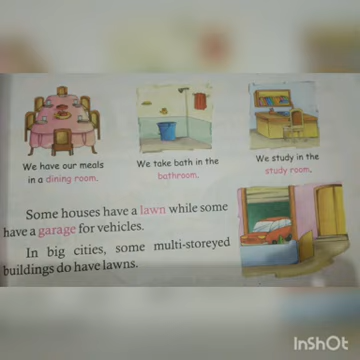 We have our meals
in a dining room.
We take bath in the
bathroom.
We study in the
study room.
Some houses have a lawn while some
have a garage for vehicles.
In big cities, some multi-storeyed
buildings do have lawns.
InShOt